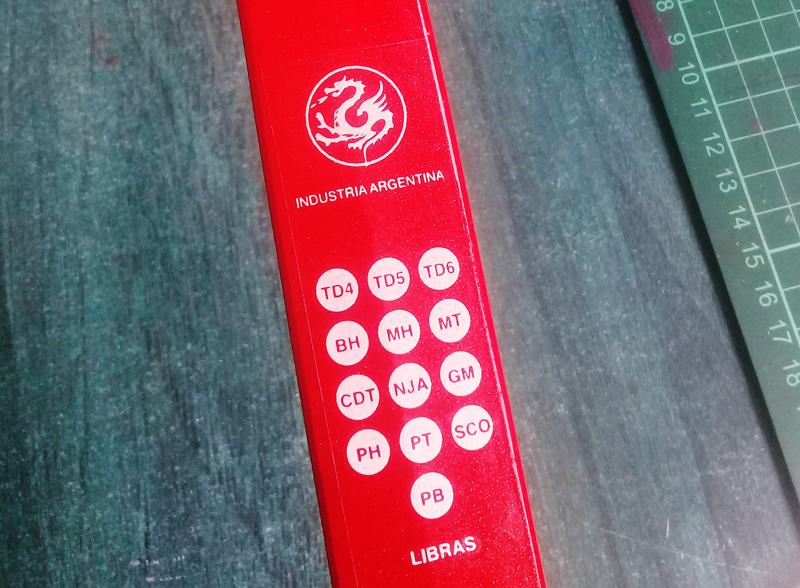 INDUSTRIA ARGENTINA
TD4 TD5 TD6
BH MH MT
CDT NJA GM
PH PT SCO
PB
LIBRAS
8
9
10
11
12
13
14
15
16
17
18